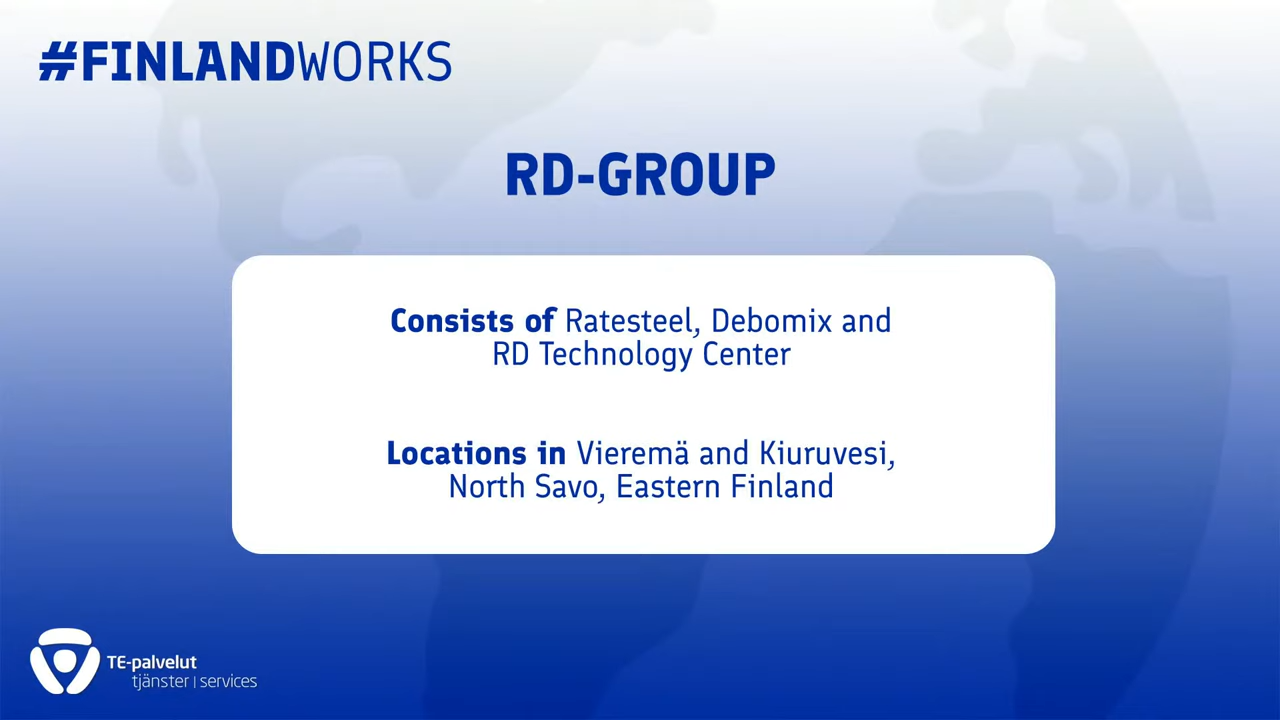 #FINLANDWORKS
RD-GROUP
Consists of Ratesteel, Debomix and
RD Technology Center
Locations in Vieremä and Kiuruvesi,
North Savo, Eastern Finland
TE-palvelut
tjänster | services